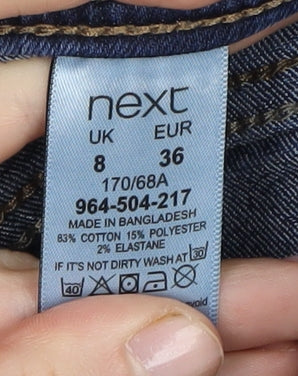 next
UK EUR
8 36
170/68A
964-504-217
MADE IN BANGLADESH
83% COTTON 15% POLYESTER
2% ELASTANE
IF IT'S NOT DIRTY WASH AT 30
40